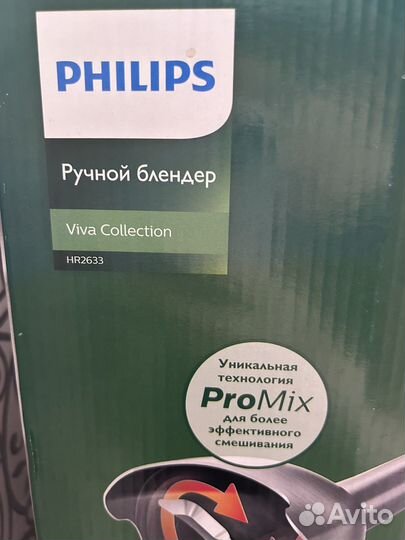 PHILIPS
Ручной блендер
Viva Collection
HR2633
Уникальная
технология
ProMix
для более
эффективного
смешивания
Avito